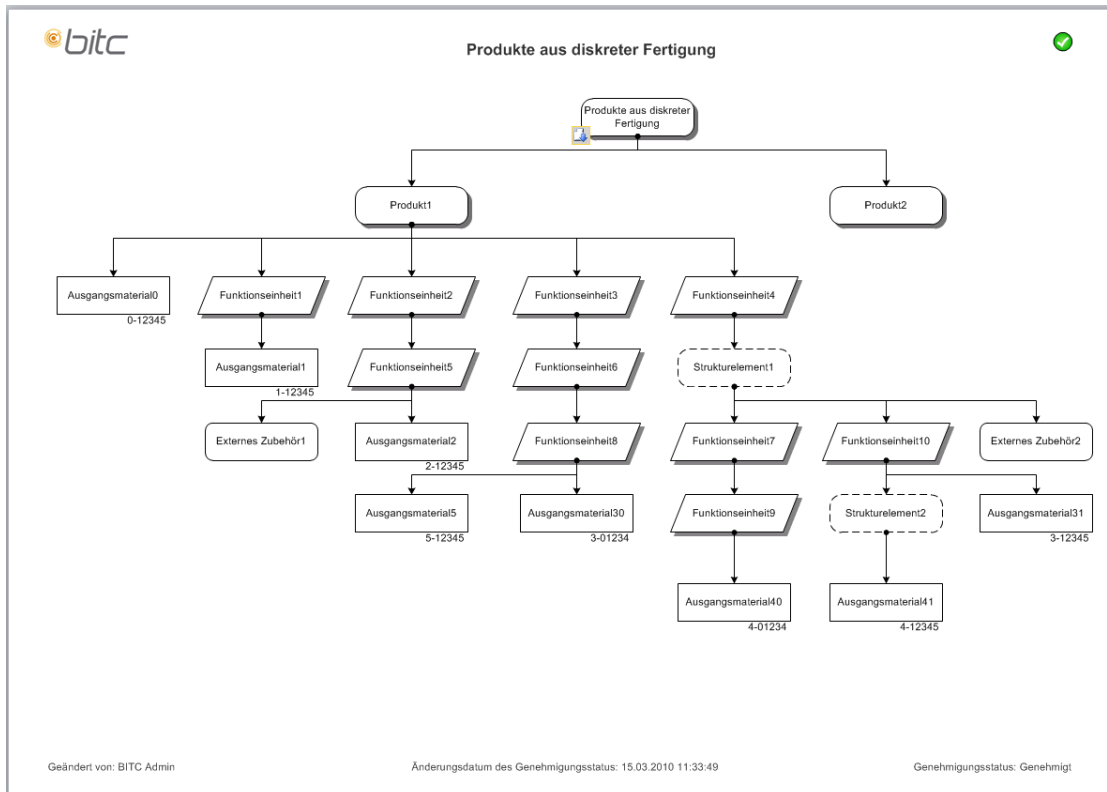 bitc
Produkte aus diskreter Fertigung
Produkte aus diskreter
Fertigung
Produkt1
Produkt2
Ausgangsmaterial0
0-12345
Funktionseinheit1
Funktionseinheit2
Funktionseinheit3
Funktionseinheit4
Ausgangsmaterial1
1-12345
Funktionseinheit5
Funktionseinheit6
Strukturelement1
Externes Zubehör1
Ausgangsmaterial2
2-12345
Funktionseinheit8
Funktionseinheit7
Funktionseinheit10
Externes Zubehör2
Ausgangsmaterial5
5-12345
Ausgangsmaterial30
3-01234
Funktionseinheit9
Strukturelement2
Ausgangsmaterial31
3-12345
Ausgangsmaterial40
4-01234
Ausgangsmaterial41
4-12345
Geändert von: BITC Admin
Änderungsdatum des Genehmigungsstatus: 15.03.2010 11:33:49
Genehmigungsstatus: Genehmigt